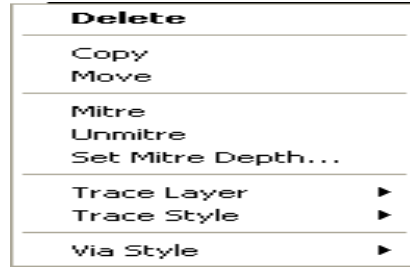 Delete
Copy
Move
Mitre
Unmitre
Set Mitre Depth...
Trace Layer
Trace Style
Via Style